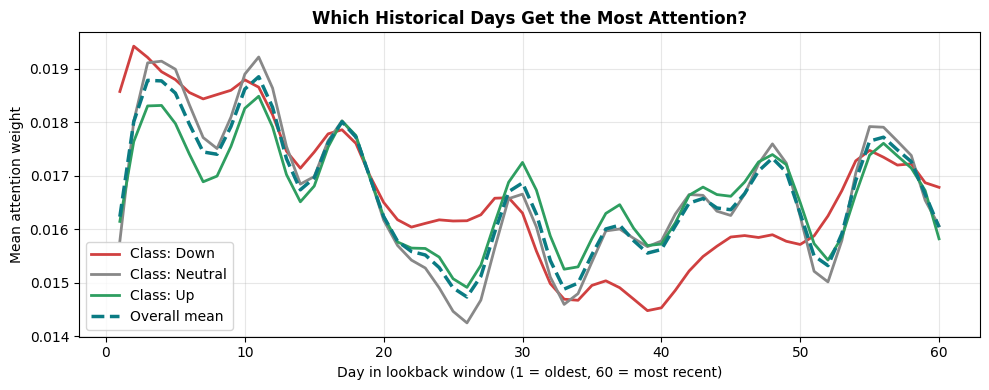 Which Historical Days Get the Most Attention?
Mean attention weight
0.019
0.018
0.017
0.016
0.015
0.014
Class: Down
Class: Neutral
Class: Up
Overall mean
0 10 20 30 40 50 60
Day in lookback window (1 = oldest, 60 = most recent)